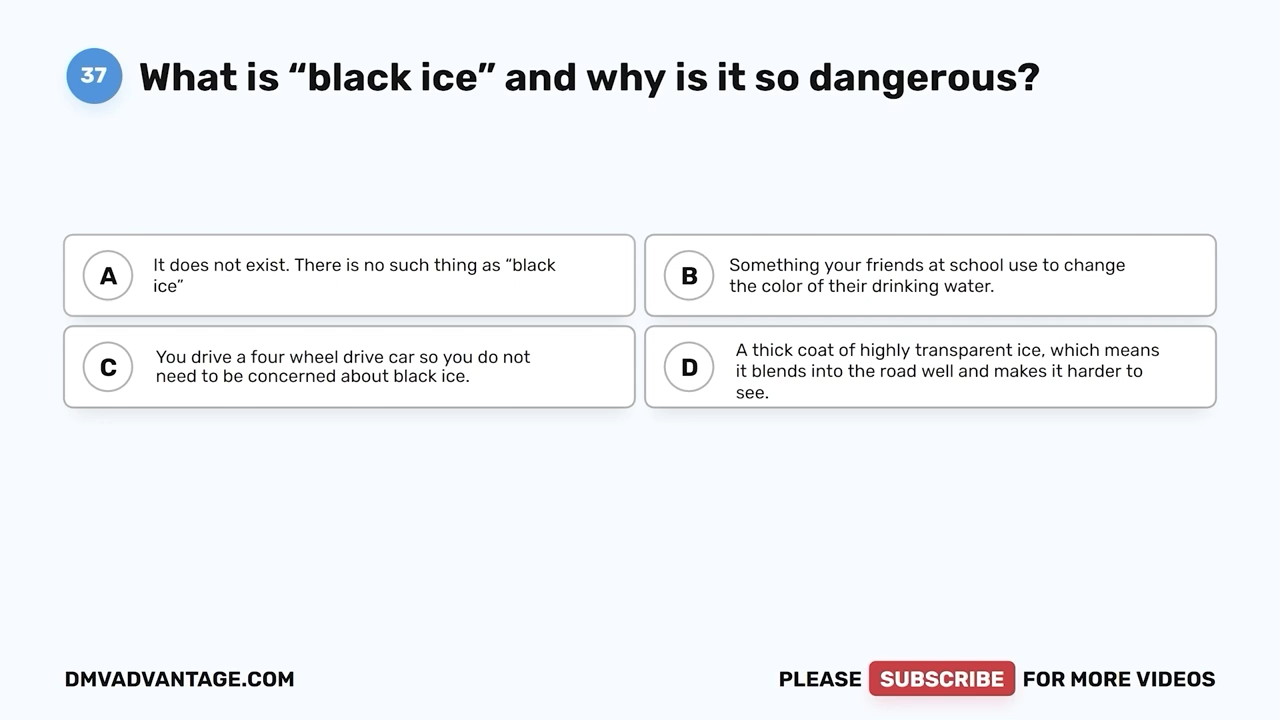 37
What is “black ice” and why is it so dangerous?
A
It does not exist. There is no such thing as “black
ice”
B
Something your friends at school use to change
the color of their drinking water.
C
You drive a four wheel drive car so you do not
need to be concerned about black ice.
D
A thick coat of highly transparent ice, which means
it blends into the road well and makes it harder to
see.
DMVADVANTAGE.COM
PLEASE SUBSCRIBE FOR MORE VIDEOS